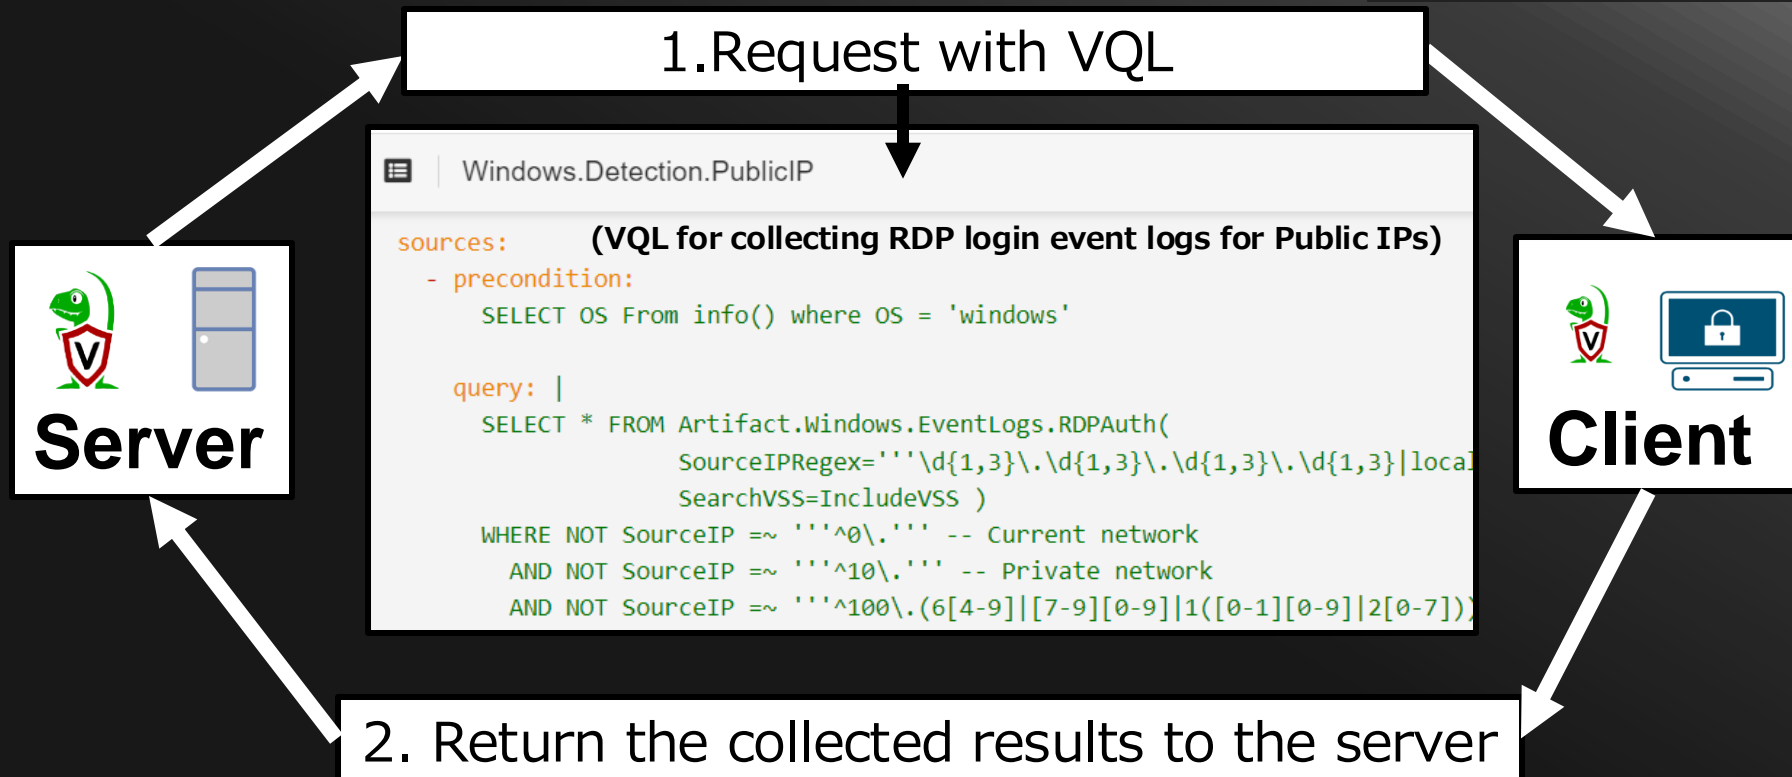 1.Request with VQL
Windows.Detection.PublicIP
sources:
(VQL for collecting RDP login event logs for Public IPs)
- precondition:
SELECT OS From info() where OS = 'windows'
query: |
SELECT * FROM Artifact.Windows.EventLogs.RDPAuth(
SourceIPRegex='''\d{1,3}\.\d{1,3}\.\d{1,3}\.\d{1,3}|local
SearchVSS=IncludeVSS )
WHERE NOT SourceIP =~ '''^0\.''' -- Current network
AND NOT SourceIP =~ '''^10\.''' -- Private network
AND NOT SourceIP =~ '''^100\.(6[4-9]|[7-9][0-9]|1([0-1][0-9]|2[0-7]))
V
Server
V
Client
2. Return the collected results to the server